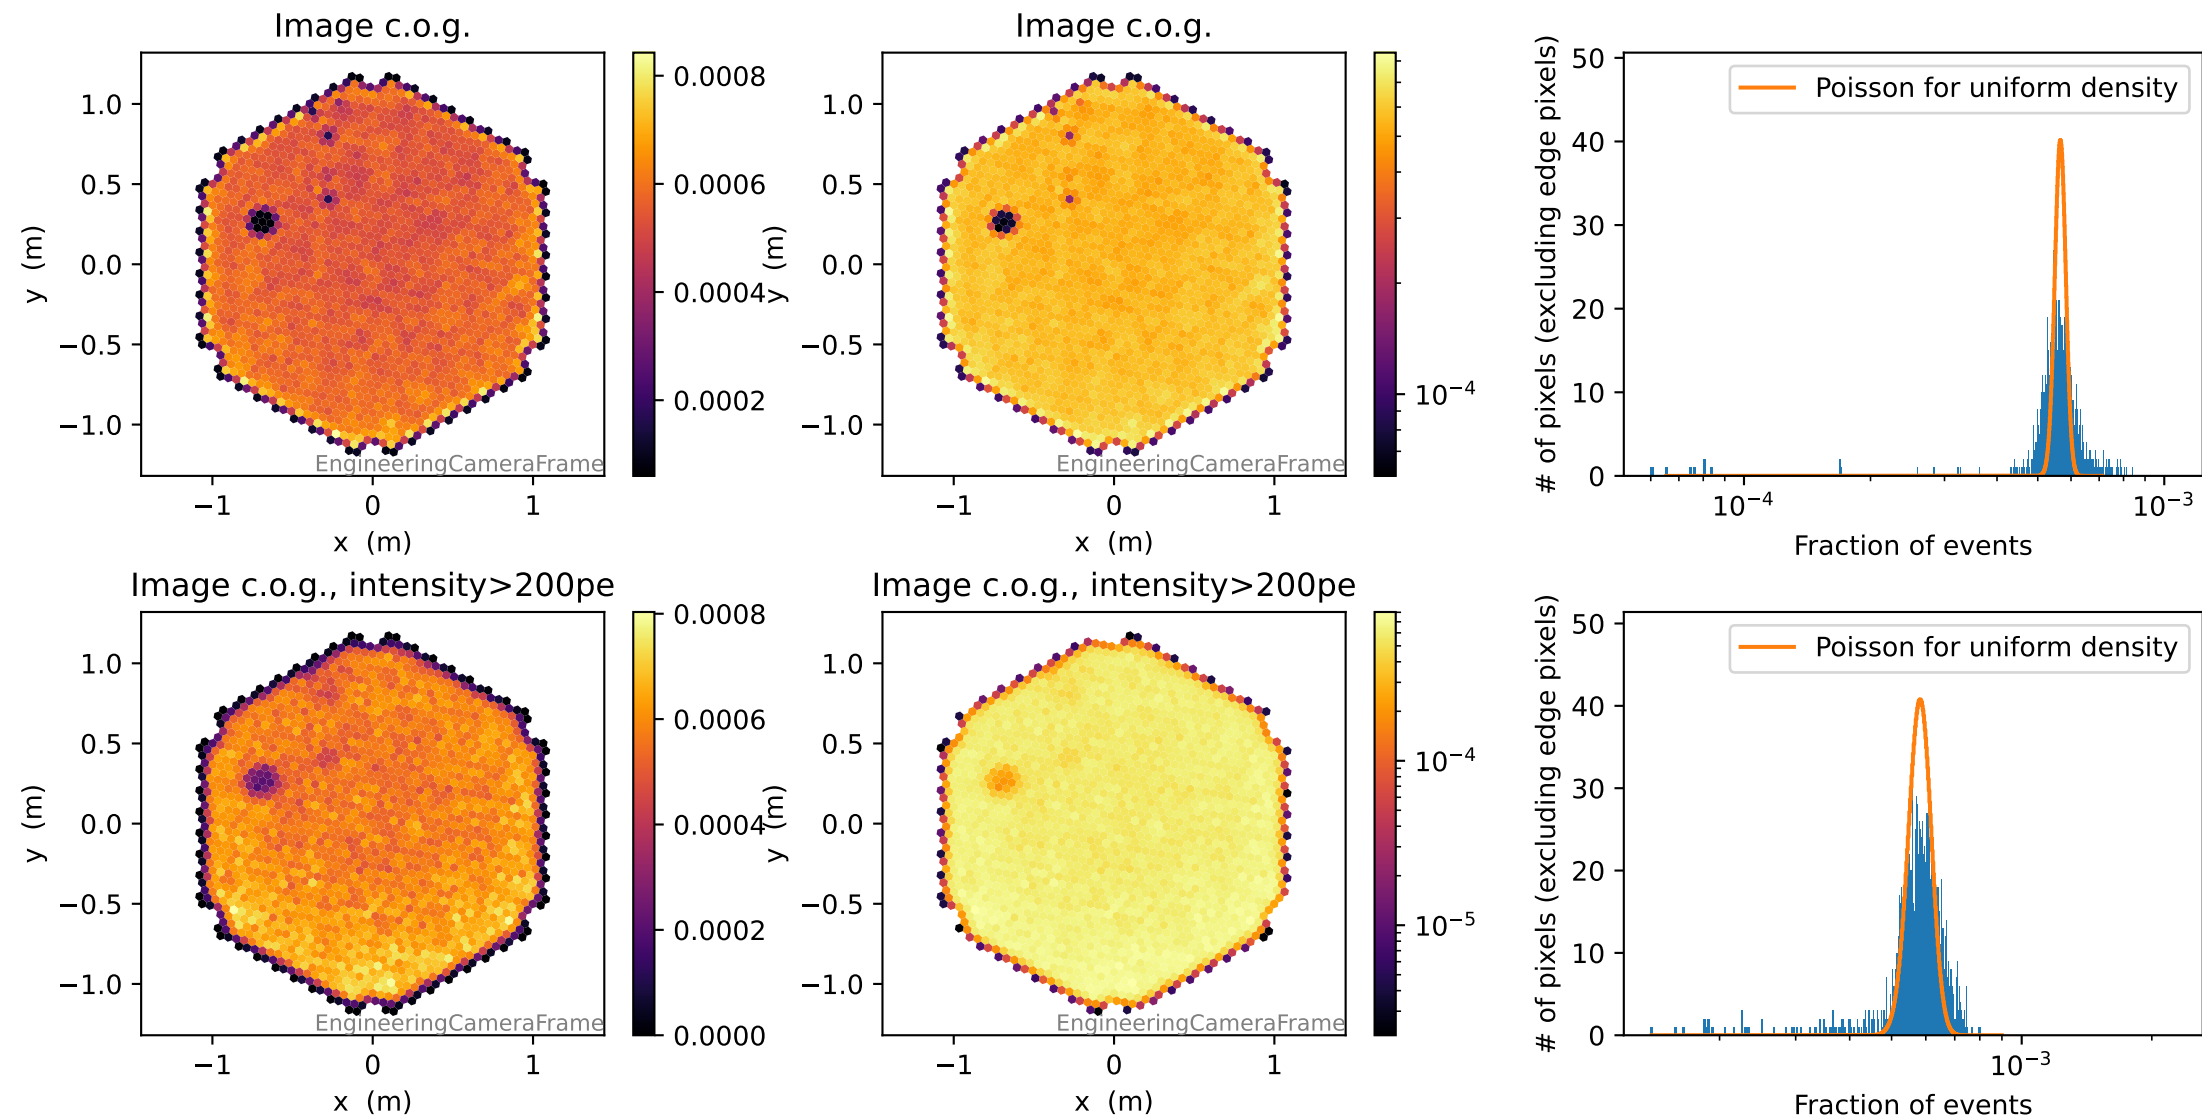 Image c.o.g.
1.0
0.5
0.0
−0.5
−1.0
y (m)
−1
0
1
x (m)
EngineeringCameraFrame
0.0008
0.0006
0.0004
0.0002
Image c.o.g.
1.0
0.5
0.0
−0.5
−1.0
y (m)
−1
0
1
x (m)
EngineeringCameraFrame
10−4
# of pixels (excluding edge pixels)
50
40
30
20
10
0
Poisson for uniform density
10−4
10−3
Fraction of events
Image c.o.g., intensity>200pe
1.0
0.5
0.0
−0.5
−1.0
y (m)
−1
0
1
x (m)
EngineeringCameraFrame
0.0008
0.0006
0.0004
0.0002
0.0000
Image c.o.g., intensity>200pe
1.0
0.5
0.0
−0.5
−1.0
y (m)
−1
0
1
x (m)
EngineeringCameraFrame
10−4
10−5
# of pixels (excluding edge pixels)
50
40
30
20
10
0
Poisson for uniform density
10−3
Fraction of events